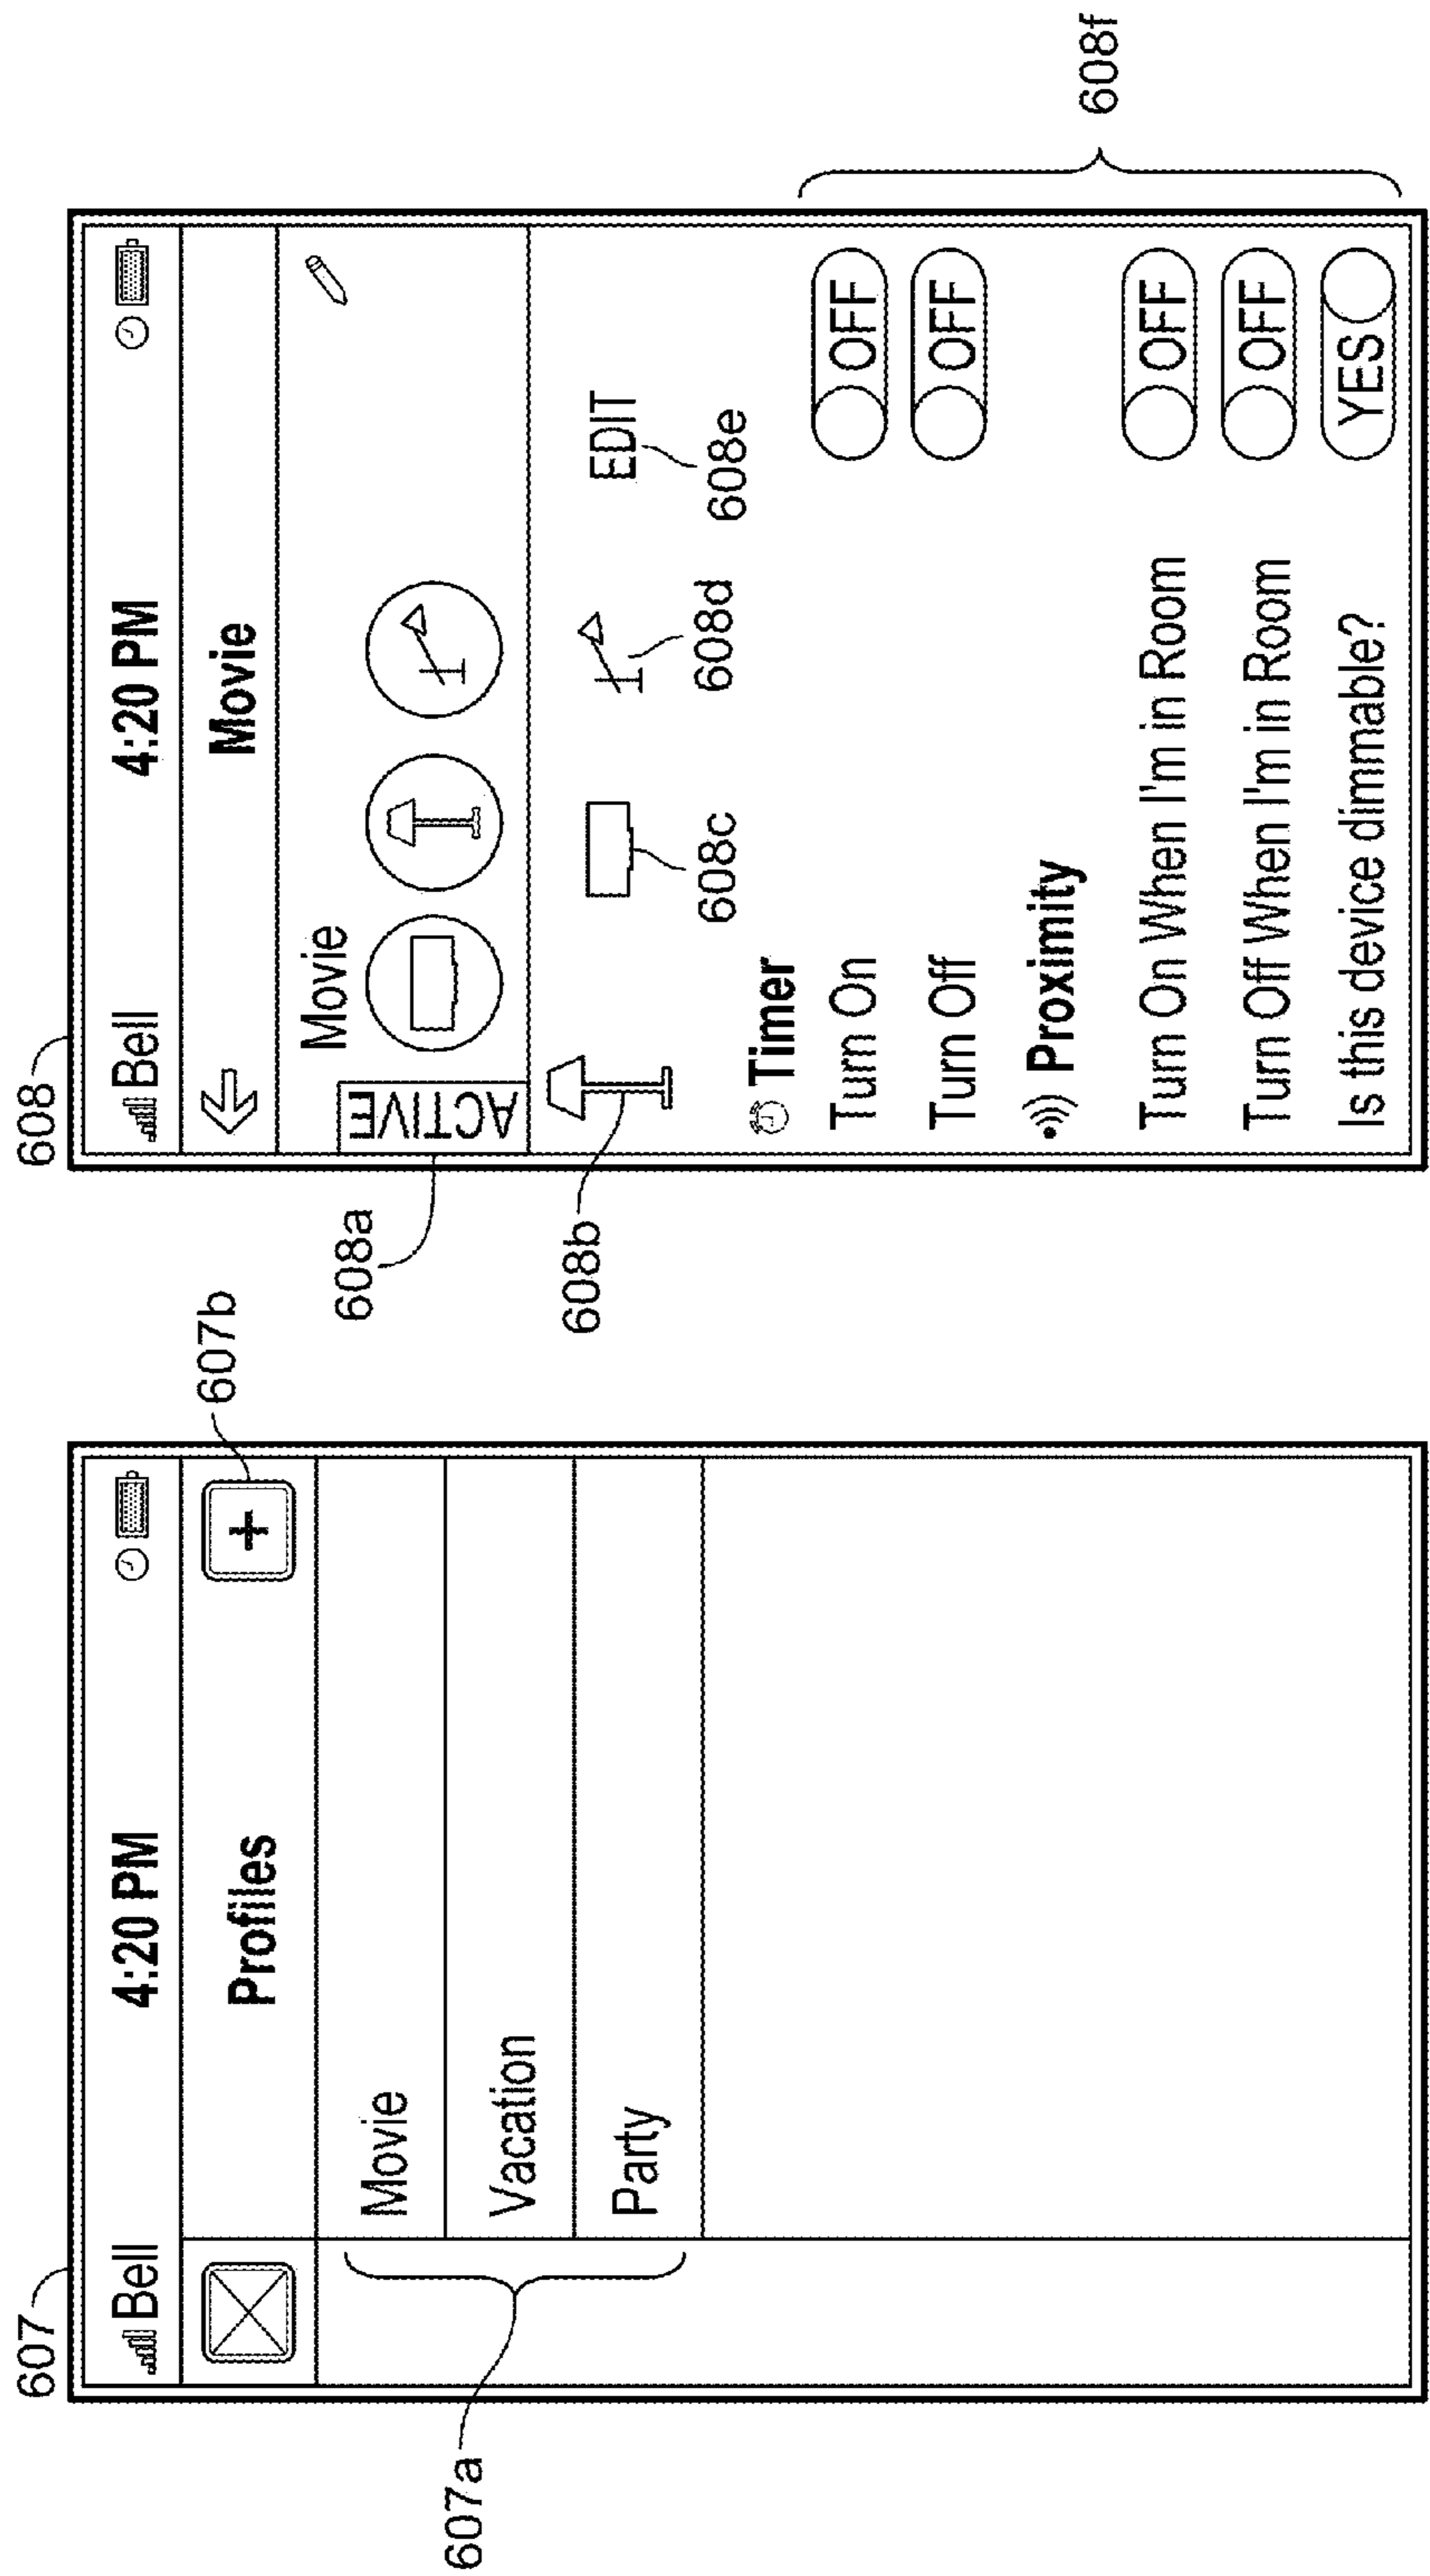 607
Bell 4:20 PM
Profiles +
607b
Movie
Vacation
Party
607a
608
Bell 4:20 PM
Movie
Movie
ACTIVE
608a
608b
608c
608d
EDIT
608e
Timer
Turn On OFF
Turn Off OFF
Proximity
Turn On When I'm in Room OFF
Turn Off When I'm in Room OFF
Is this device dimmable? YES
608f